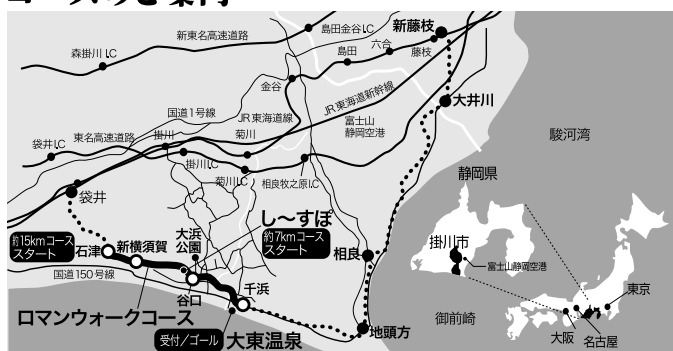 コースのご案内
新東名高速道路
島田金谷I.C
新藤枝
森掛川I.C
島田
六合
藤枝
金谷
JR東海道新幹線
大井川
国道1号線
JR東海道線
富士山
静岡空港
袋井I.C
東名高速道路
掛川
菊川
掛川I.C
菊川I.C
相良牧之原I.C
駿河湾
静岡県
袋井
し〜すぽ
大浜
公園
約7kmコース
スタート
約15kmコース
スタート
石津
新横須賀
相良
掛川市
富士山静岡空港
国道150号線
谷口
千浜
ロマンウォークコース
受付/ゴール
大東温泉
地頭方
御前崎
東京
大阪
名古屋